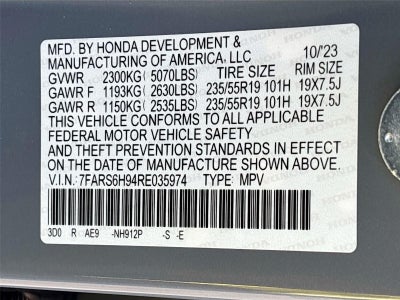 MFD. BY HONDA DEVELOPMENT &
MANUFACTURING OF AMERICA, LLC 10/'23
GVWR 2300KG (5070LBS) TIRE SIZE RIM SIZE
GAWR F 1193KG (2630LBS) 235/55R19 101H 19X7.5J
GAWR R 1150KG (2535LBS) 235/55R19 101H 19X7.5J
THIS VEHICLE CONFORMS TO ALL APPLICABLE
FEDERAL MOTOR VEHICLE SAFETY
AND THEFT PREVENTION STANDARDS IN EFFECT ON
THE DATE OF MANUFACTURE SHOWN ABOVE.
V.I.N.: 7FARS6H94RE035974 TYPE: MPV
3D0 R AE9 -NH912P -S -E